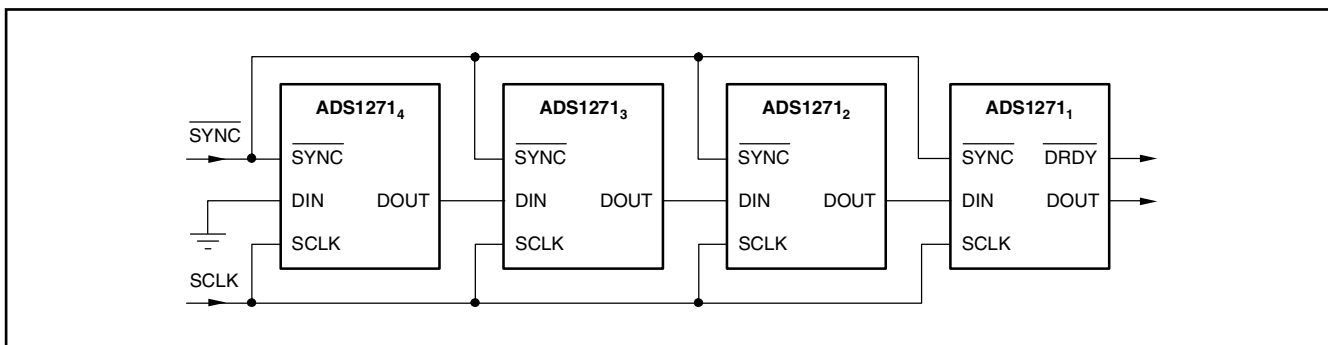 ADS1271₄ ADS1271₃ ADS1271₂ ADS1271₁
SYNC
SYNC SYNC SYNC SYNC DRDY
DIN DOUT DIN DOUT DIN DOUT DIN DOUT
SCLK SCLK SCLK SCLK
SCLK